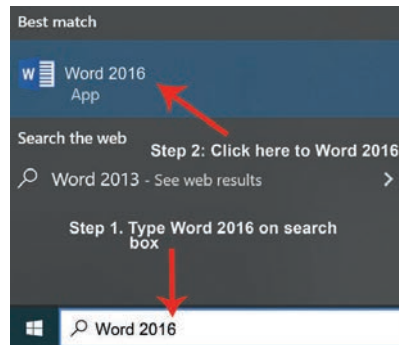 Best match
W Word 2016
App
Search the web
Step 2: Click here to Word 2016
Word 2013 - See web results
Step 1. Type Word 2016 on search
box
Word 2016